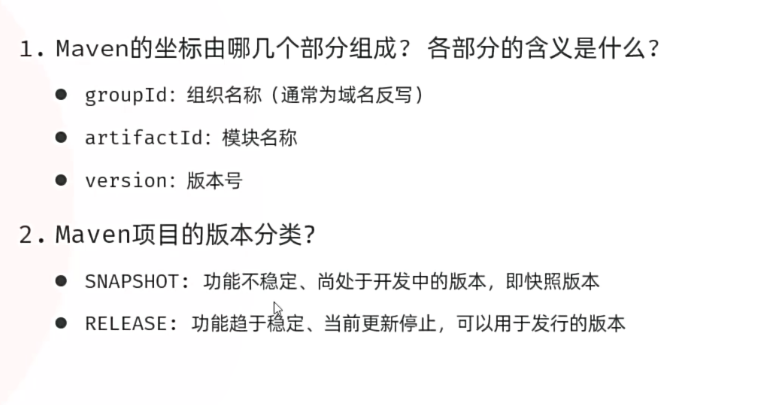 1. Maven的坐标由哪几个部分组成？ 各部分的含义是什么？
● groupId: 组织名称（通常为域名反写）
● artifactId: 模块名称
● version: 版本号
2. Maven项目的版本分类？
● SNAPSHOT: 功能不稳定、尚处于开发中的版本，即快照版本
● RELEASE: 功能趋于稳定、当前更新停止，可以用于发行的版本